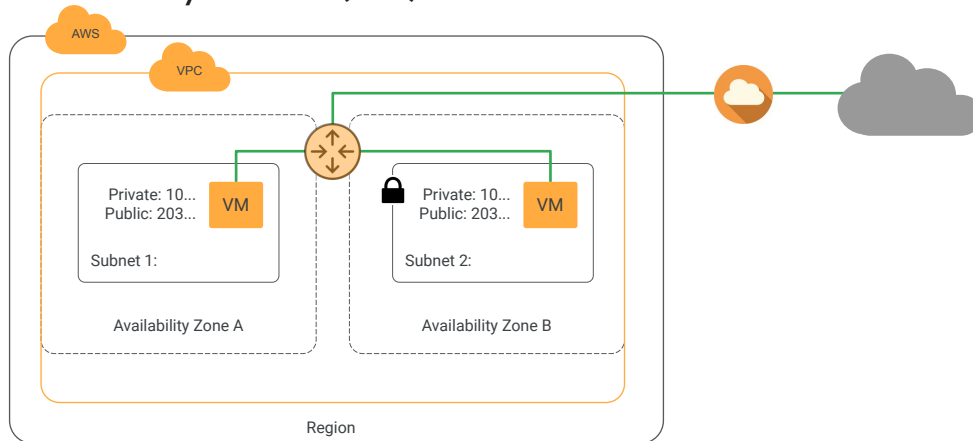 AWS
VPC
Private: 10...
Public: 203...
VM
Subnet 1:
Availability Zone A
Private: 10...
Public: 203...
VM
Subnet 2:
Availability Zone B
Region